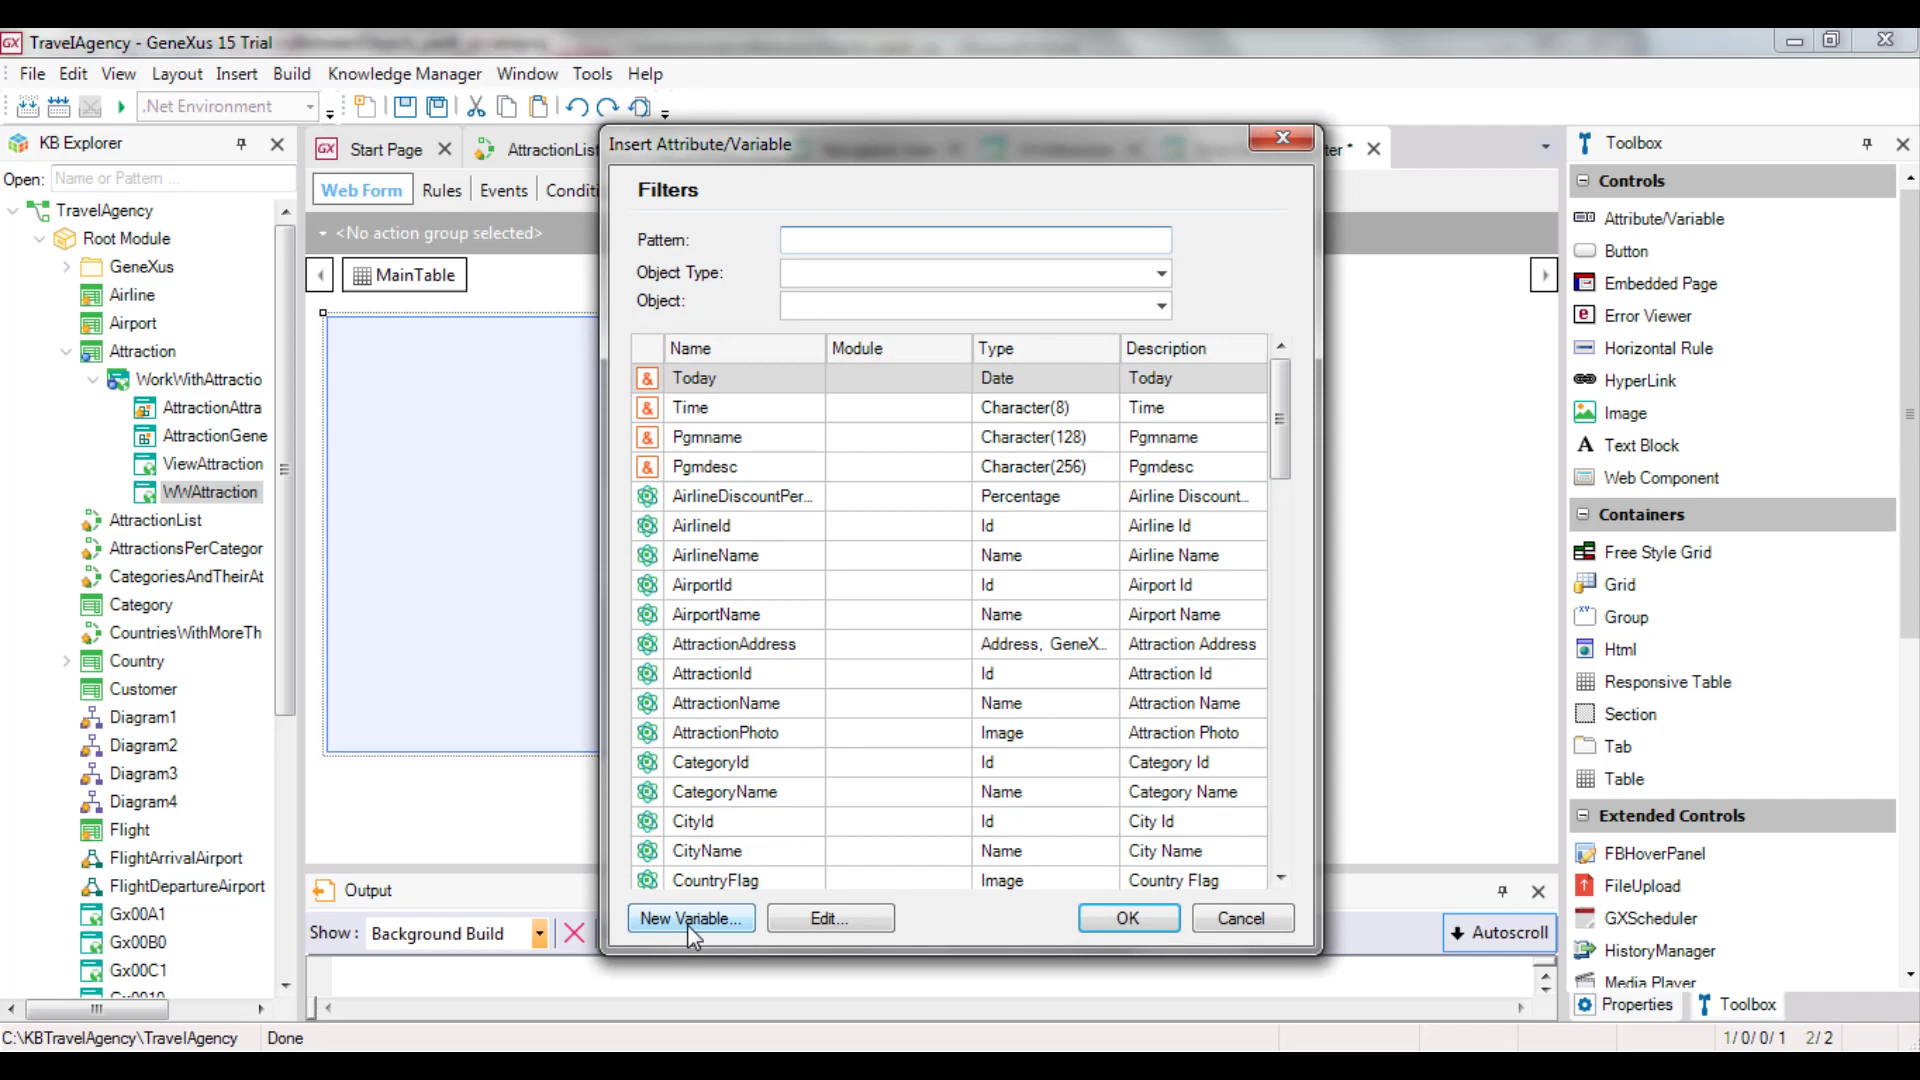 TravelAgency - GeneXus 15 Trial
File Edit View Layout Insert Build Knowledge Manager Window Tools Help
.Net Environment
KB Explorer
Open: Name or Pattern ...
TravelAgency
Root Module
GeneXus
Airline
Airport
Attraction
WorkWithAttractio
AttractionAttra
AttractionGene
ViewAttraction
WWAttraction
AttractionList
AttractionsPerCategor
CategoriesAndTheirAt
Category
CountriesWithMoreTh
Country
Customer
Diagram1
Diagram2
Diagram3
Diagram4
Flight
FlightArrivalAirport
FlightDepartureAirport
Gx00A1
Gx00B0
Gx00C1
Start Page AttractionList ter *
Web Form Rules Events Conditi
<No action group selected>
MainTable
Insert Attribute/Variable
Filters
Pattern:
Object Type:
Object:
Name Module Type Description
& Today Date Today
& Time Character(8) Time
& Pgmname Character(128) Pgmname
& Pgmdesc Character(256) Pgmdesc
AirlineDiscountPer... Percentage Airline Discount...
AirlineId Id Airline Id
AirlineName Name Airline Name
AirportId Id Airport Id
AirportName Name Airport Name
AttractionAddress Address, GeneX... Attraction Address
AttractionId Id Attraction Id
AttractionName Name Attraction Name
AttractionPhoto Image Attraction Photo
CategoryId Id Category Id
CategoryName Name Category Name
CityId Id City Id
CityName Name City Name
CountryFlag Image Country Flag
New Variable... Edit... OK Cancel
Output
Show: Background Build Autoscroll
Toolbox
Controls
Attribute/Variable
Button
Embedded Page
Error Viewer
Horizontal Rule
HyperLink
Image
Text Block
Web Component
Containers
Free Style Grid
Grid
Group
Html
Responsive Table
Section
Tab
Table
Extended Controls
FBHoverPanel
FileUpload
GXScheduler
HistoryManager
Media Player
Properties Toolbox
C:\KBTravelAgency\TravelAgency Done 1/0/0/1 2/2